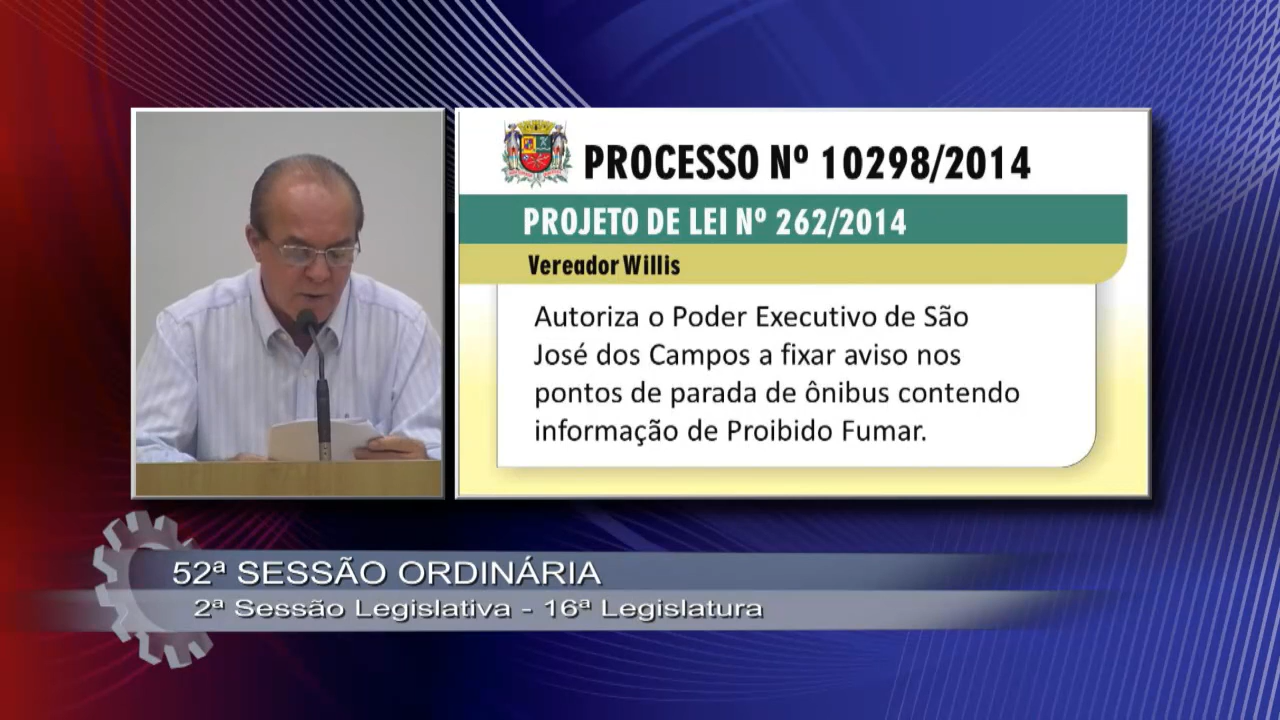 PROCESSO Nº 10298/2014
PROJETO DE LEI Nº 262/2014
Vereador Willis
Autoriza o Poder Executivo de São
José dos Campos a fixar aviso nos
pontos de parada de ônibus contendo
informação de Proibido Fumar.
52ª SESSÃO ORDINÁRIA
2ª Sessão Legislativa - 16ª Legislatura